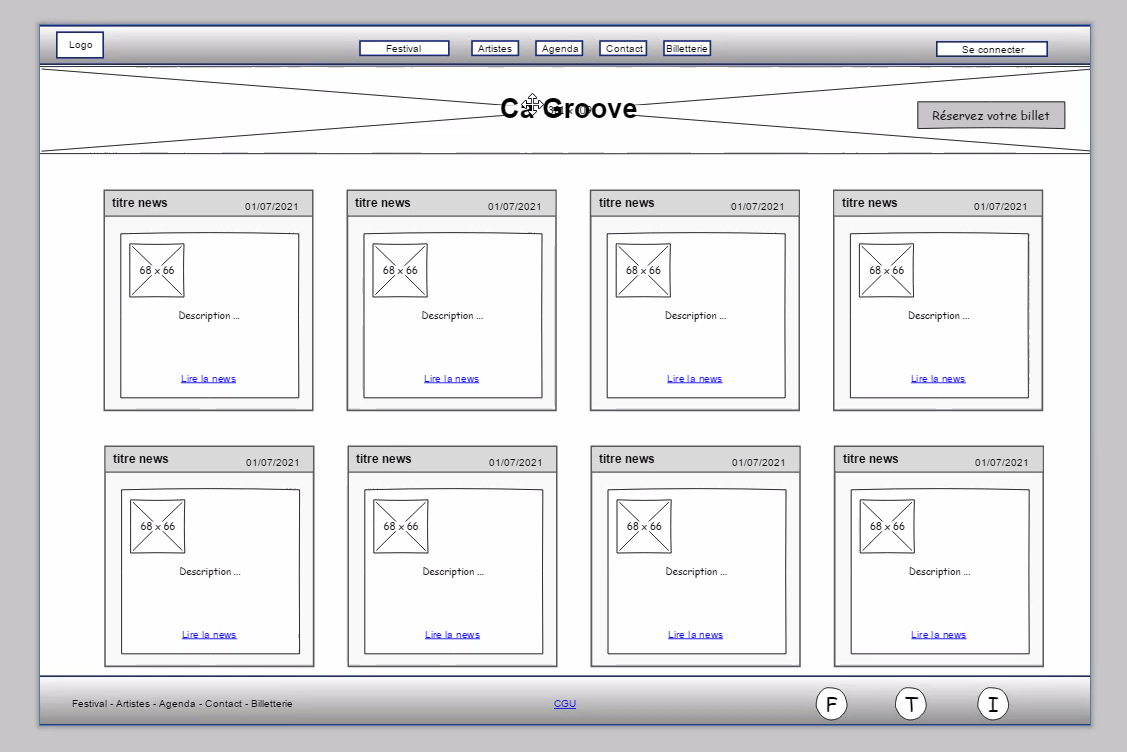 Logo
Festival Artistes Agenda Contact Billetterie
Se connecter
Ca Groove
Réservez votre billet
titre news 01/07/2021 titre news 01/07/2021 titre news 01/07/2021 titre news 01/07/2021
68 x 66 68 x 66 68 x 66 68 x 66
Description ... Description ... Description ... Description ...
Lire la news Lire la news Lire la news Lire la news
titre news 01/07/2021 titre news 01/07/2021 titre news 01/07/2021 titre news 01/07/2021
68 x 66 68 x 66 68 x 66 68 x 66
Description ... Description ... Description ... Description ...
Lire la news Lire la news Lire la news Lire la news
Festival - Artistes - Agenda - Contact - Billetterie CGU F T I